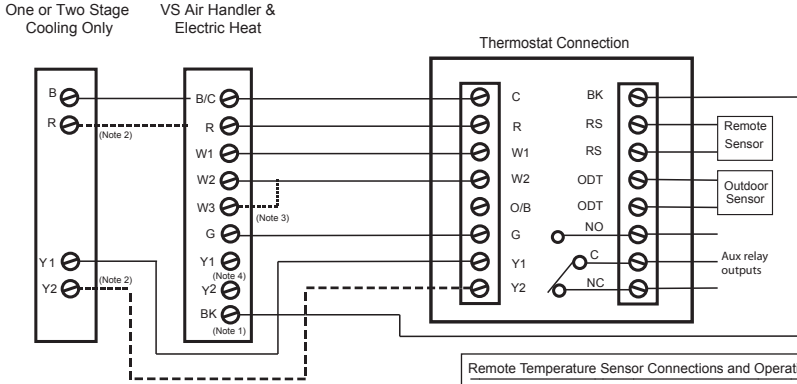 One or Two Stage
Cooling Only
VS Air Handler &
Electric Heat
Thermostat Connection
B
R
(Note 2)
Y1
Y2
(Note 2)
B/C
R
W1
W2
W3
(Note 3)
G
Y1
(Note 4)
Y2
BK
(Note 1)
C
R
W1
W2
O/B
G
Y1
Y2
BK
RS
RS
ODT
ODT
NO
C
NC
Remote
Sensor
Outdoor
Sensor
Aux relay
outputs
Remote Temperature Sensor Connections and Operati